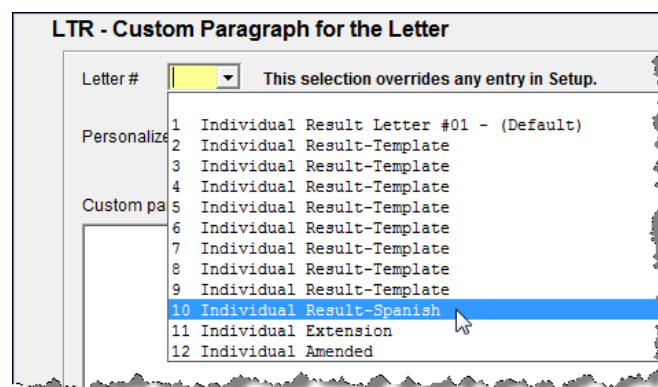 LTR - Custom Paragraph for the Letter
Letter # This selection overrides any entry in Setup.
1 Individual Result Letter #01 - (Default)
Personalize
2 Individual Result-Template
3 Individual Result-Template
4 Individual Result-Template
Custom pa
5 Individual Result-Template
6 Individual Result-Template
7 Individual Result-Template
8 Individual Result-Template
9 Individual Result-Template
10 Individual Result-Spanish
11 Individual Extension
12 Individual Amended